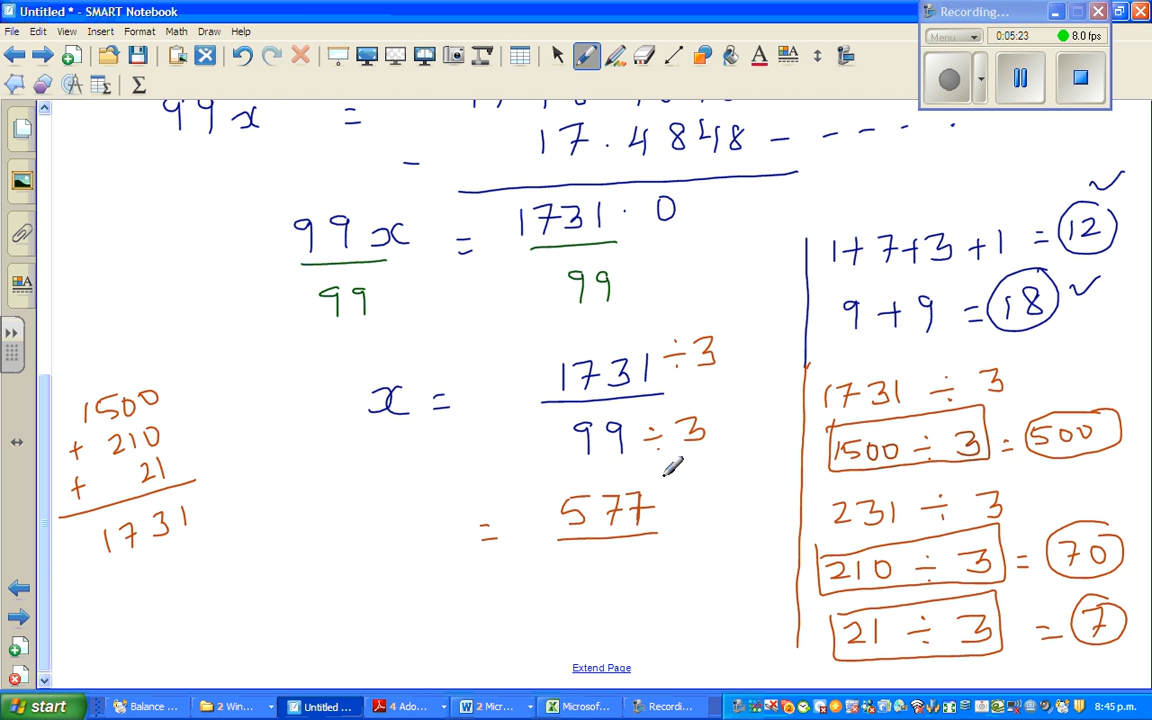 Untitled * - SMART Notebook
Recording...
File Edit View Insert Format Math Draw Help
Menu
0:05:23
8.0 fps
99x =
- 17.4848 - - - - - .
99x = 1731.0
99 99
1+7+3+1 = 12 ✓
9+9 = 18 ✓
x = 1731 ÷3
99 ÷3
= 577
1500
+ 210
+ 21
1731
1731 ÷ 3
1500 ÷ 3 = 500
231 ÷ 3
210 ÷ 3 = 70
21 ÷ 3 = 7
Extend Page
start
Balance ...
2 Win...
Untitled ...
4 Ado...
2 Micr...
Microsof...
Recordi...
8:45 p.m.